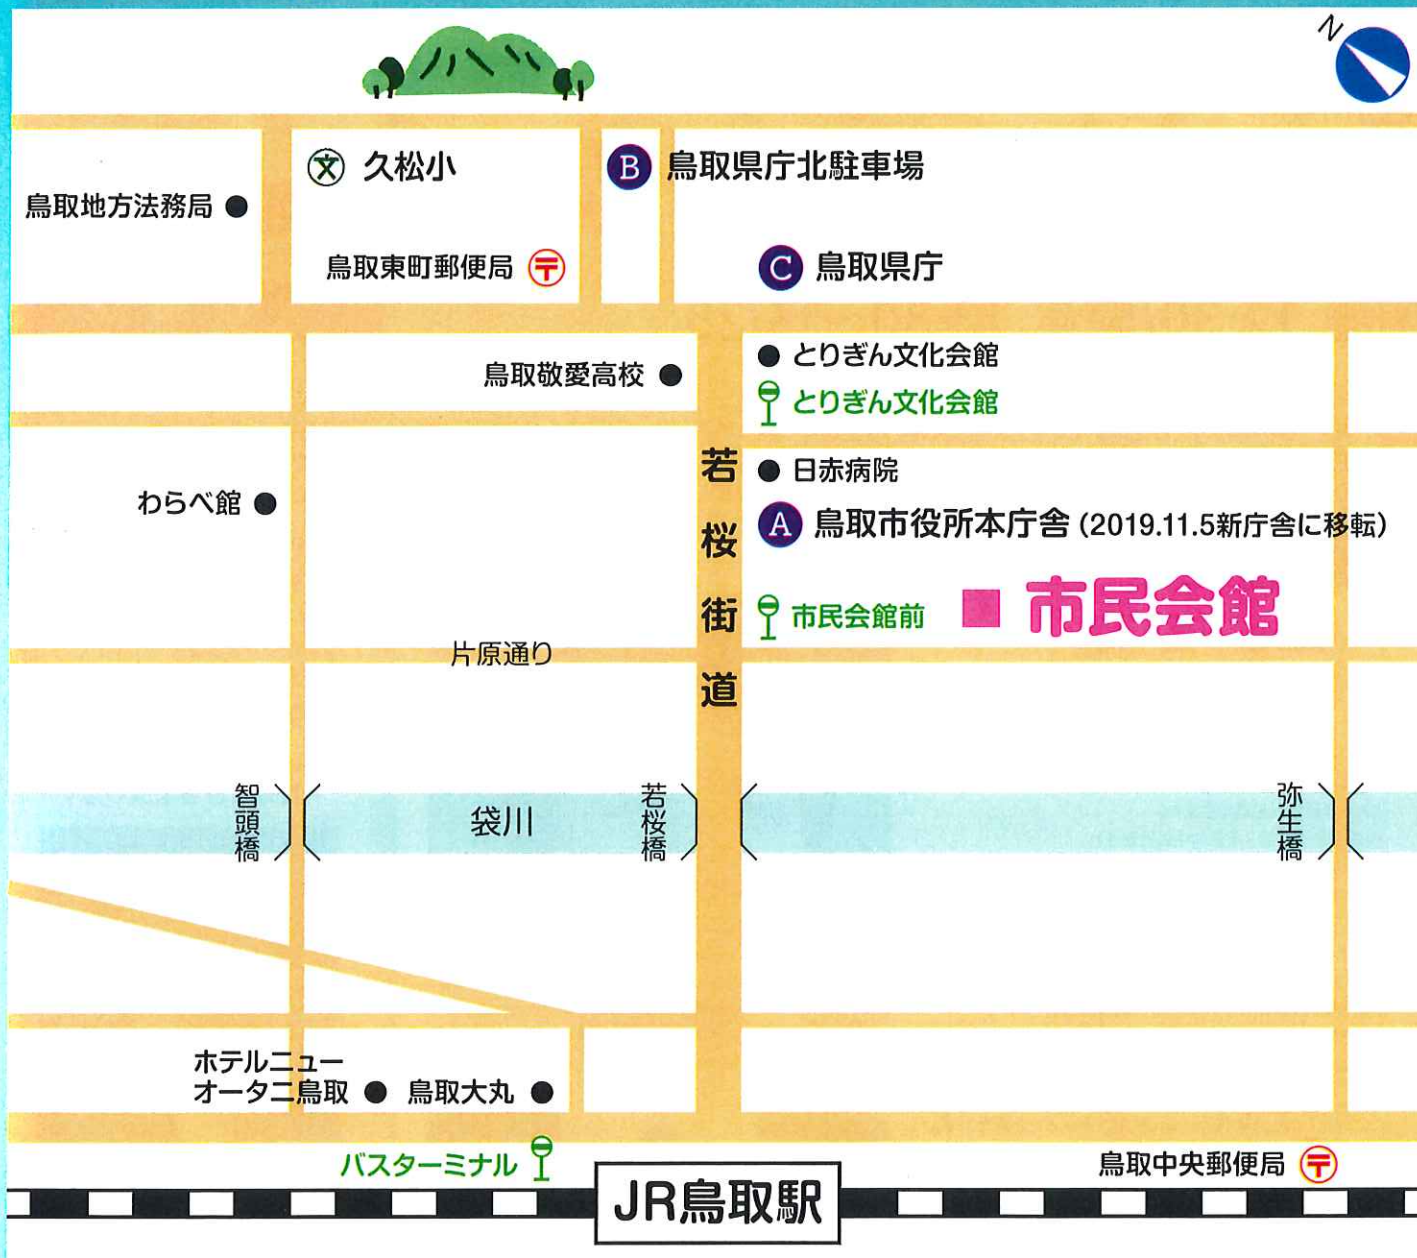 N
文 久松小
B 鳥取県庁北駐車場
鳥取地方法務局
鳥取東町郵便局 〒
C 鳥取県庁
とりぎん文化会館
鳥取敬愛高校
とりぎん文化会館
若桜街道
日赤病院
わらべ館
A 鳥取市役所本庁舎(2019.11.5新庁舎に移転)
市民会館前
市民会館
片原通り
智頭橋
袋川
若桜橋
弥生橋
ホテルニュー
オータニ鳥取
鳥取大丸
バスターミナル
鳥取中央郵便局 〒
JR鳥取駅